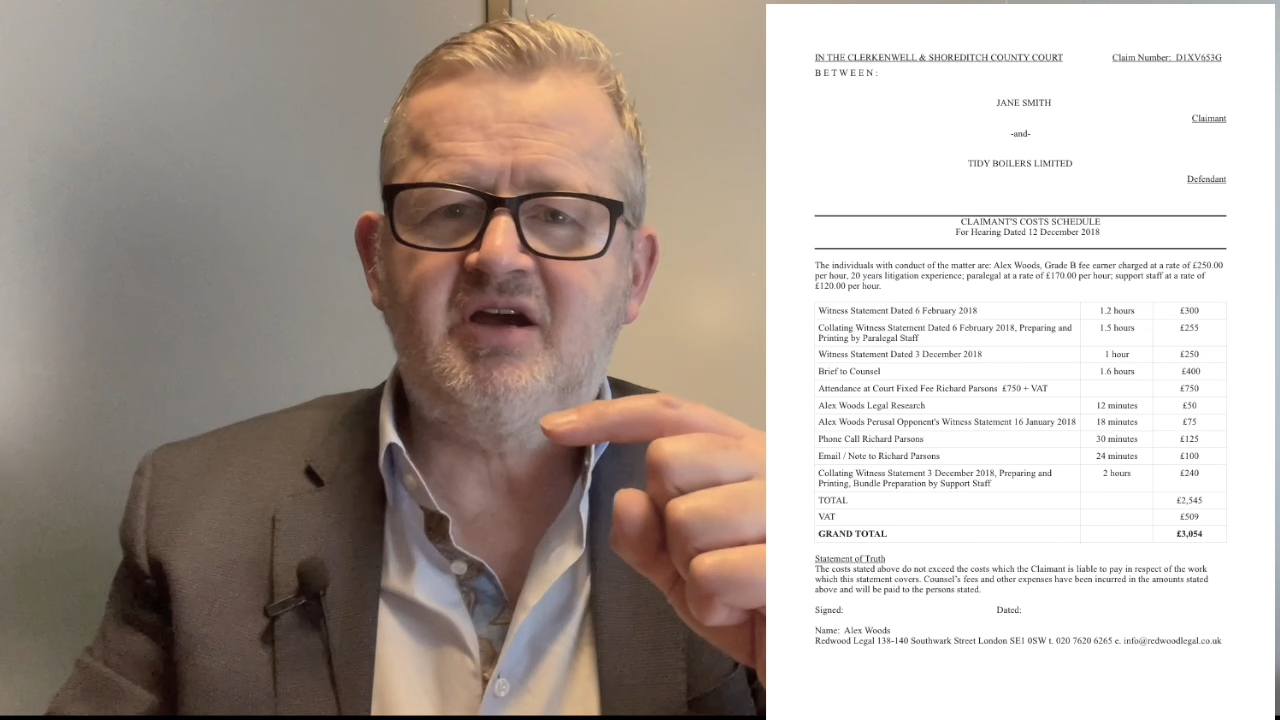 IN THE CLERKENWELL & SHOREDITCH COUNTY COURT Claim Number: D1XV653G
B E T W E E N :
JANE SMITH
Claimant
-and-
TIDY BOILERS LIMITED
Defendant
CLAIMANT'S COSTS SCHEDULE
For Hearing Dated 12 December 2018
The individuals with conduct of the matter are: Alex Woods, Grade B fee earner charged at a rate of £250.00
per hour, 20 years litigation experience; paralegal at a rate of £170.00 per hour; support staff at a rate of
£120.00 per hour.
Witness Statement Dated 6 February 2018 1.2 hours £300
Collating Witness Statement Dated 6 February 2018, Preparing and 1.5 hours £255
Printing by Paralegal Staff
Witness Statement Dated 3 December 2018 1 hour £250
Brief to Counsel 1.6 hours £400
Attendance at Court Fixed Fee Richard Parsons £750 + VAT £750
Alex Woods Legal Research 12 minutes £50
Alex Woods Perusal Opponent's Witness Statement 16 January 2018 18 minutes £75
Phone Call Richard Parsons 30 minutes £125
Email / Note to Richard Parsons 24 minutes £100
Collating Witness Statement 3 December 2018, Preparing and 2 hours £240
Printing, Bundle Preparation by Support Staff
TOTAL £2,545
VAT £509
GRAND TOTAL £3,054
Statement of Truth
The costs stated above do not exceed the costs which the Claimant is liable to pay in respect of the work
which this statement covers. Counsel's fees and other expenses have been incurred in the amounts stated
above and will be paid to the persons stated.
Signed: Dated:
Name: Alex Woods
Redwood Legal 138-140 Southwark Street London SE1 0SW t. 020 7620 6265 e. info@redwoodlegal.co.uk